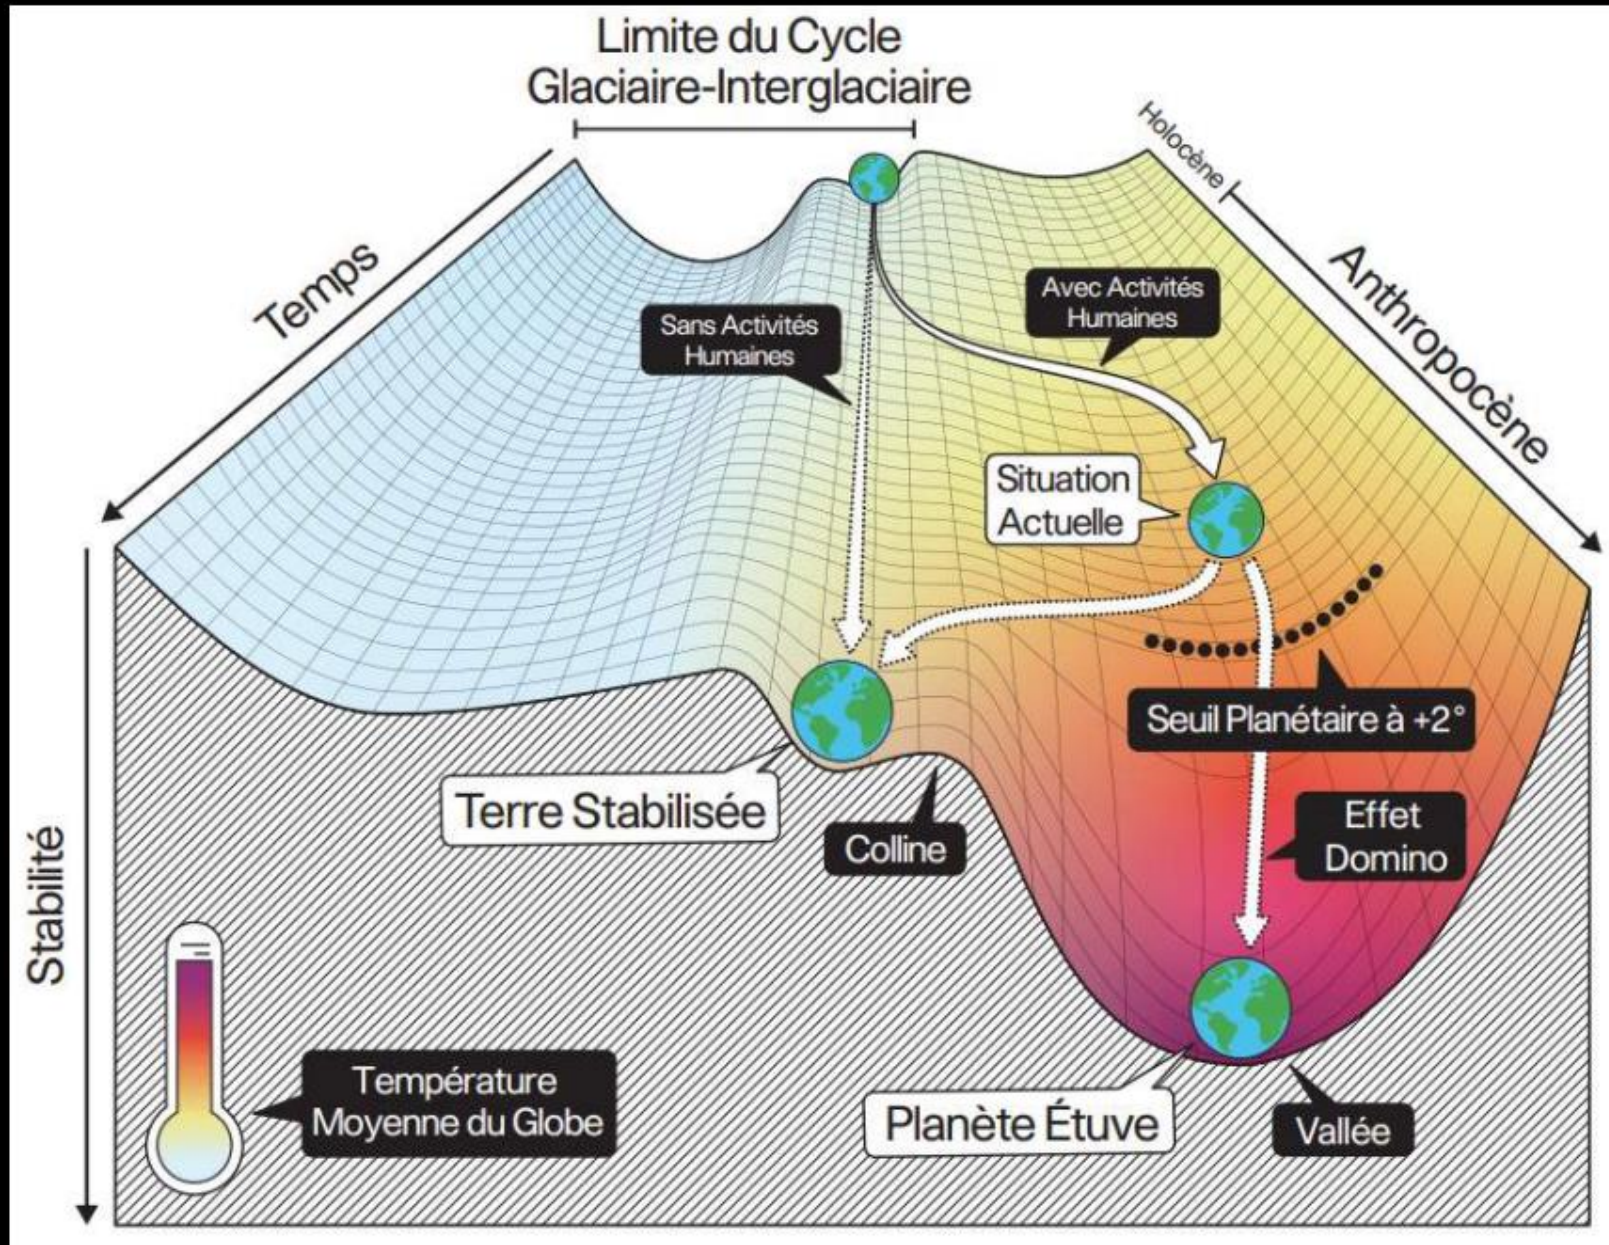 Limite du Cycle
Glaciaire-Interglaciaire
Holocène
Temps
Anthropocène
Sans Activités
Humaines
Avec Activités
Humaines
Situation
Actuelle
Seuil Planétaire à +2°
Terre Stabilisée
Colline
Effet
Domino
Stabilité
Température
Moyenne du Globe
Planète Étuve
Vallée